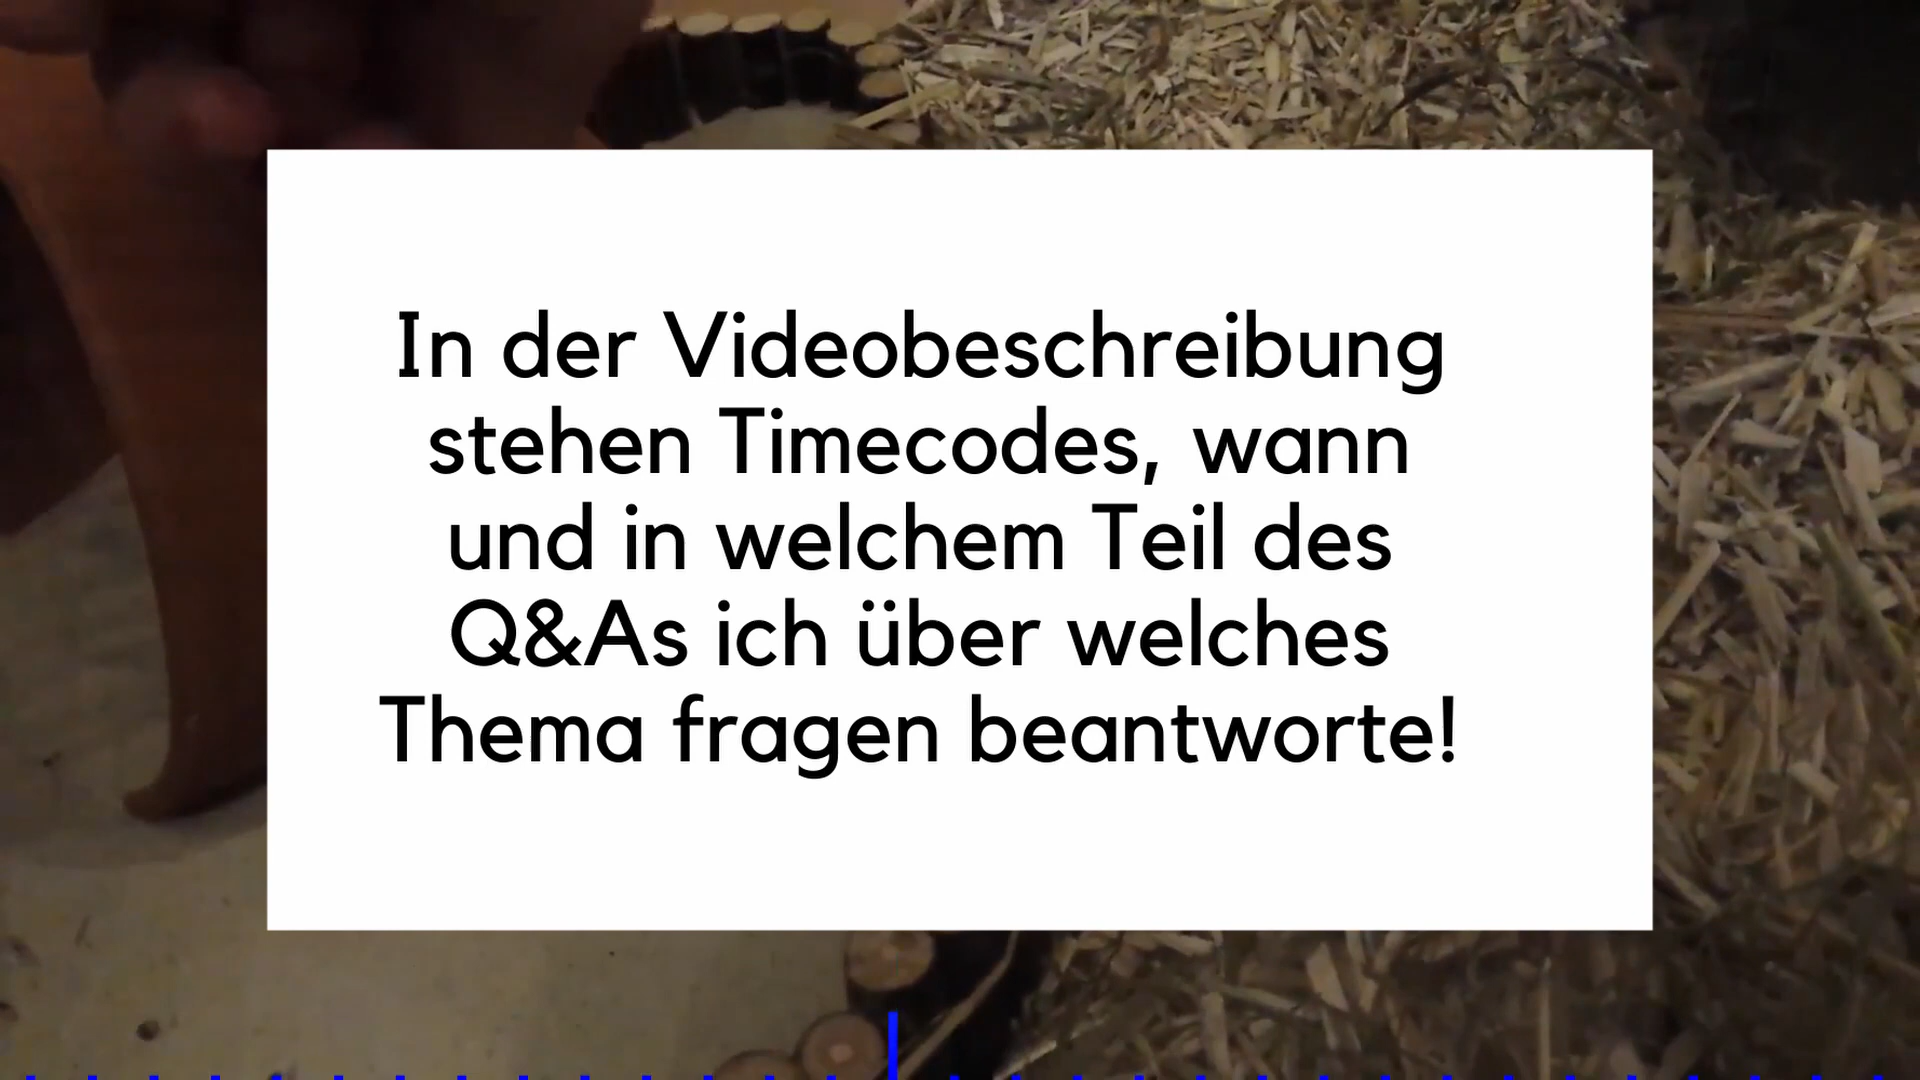 In der Videobeschreibung
stehen Timecodes, wann
und in welchem Teil des
Q&As ich über welches
Thema fragen beantworte!